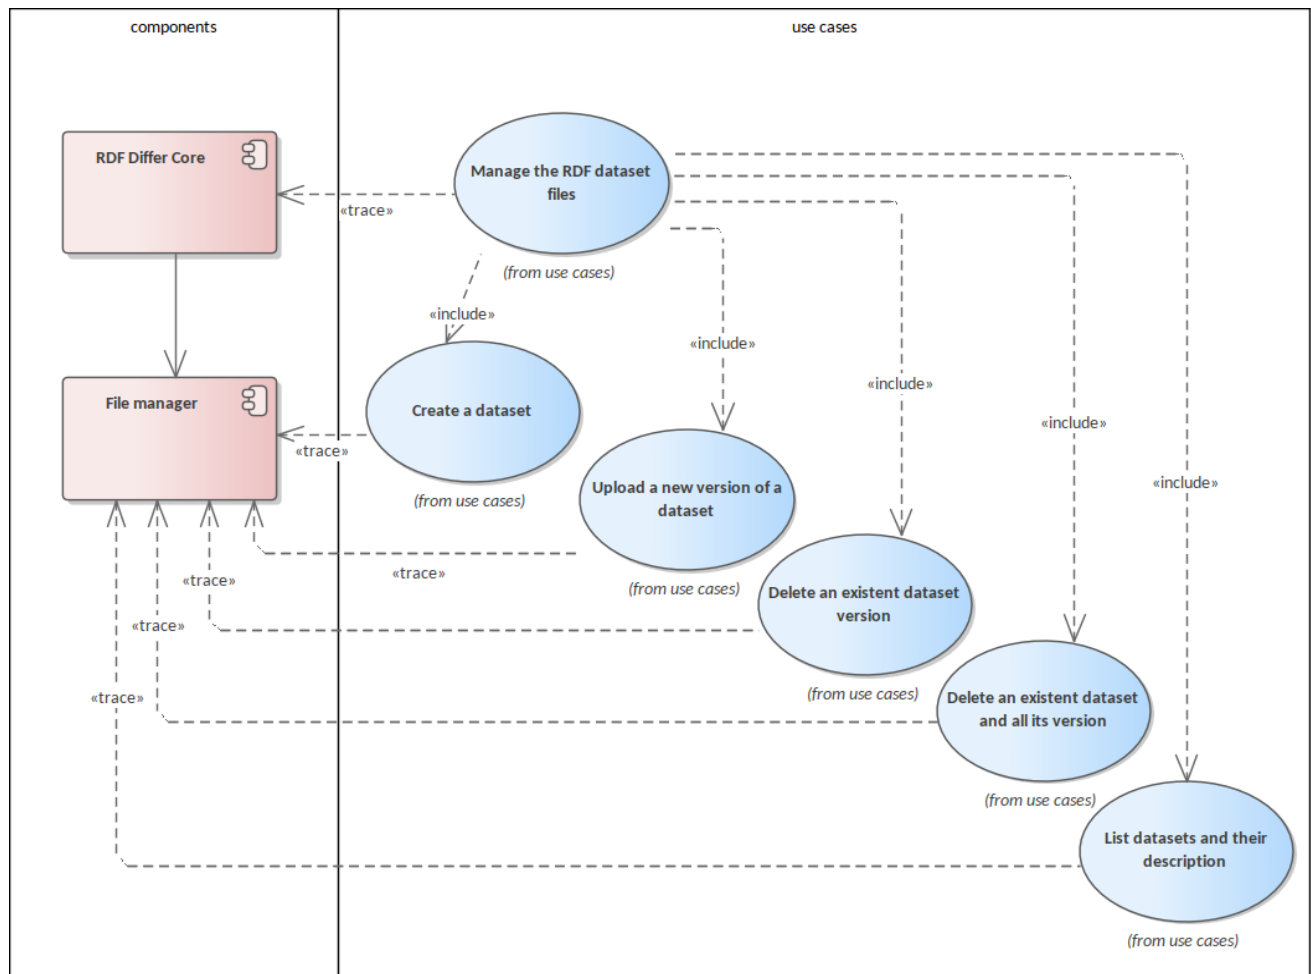 components
use cases
RDF Differ Core
Manage the RDF dataset
files
«trace»
(from use cases)
«include»
«include»
«include»
«include»
«include»
File manager
Create a dataset
«trace»
(from use cases)
Upload a new version of a
dataset
«trace»
(from use cases)
Delete an existent dataset
version
«trace»
(from use cases)
Delete an existent dataset
and all its version
«trace»
(from use cases)
List datasets and their
description
«trace»
(from use cases)